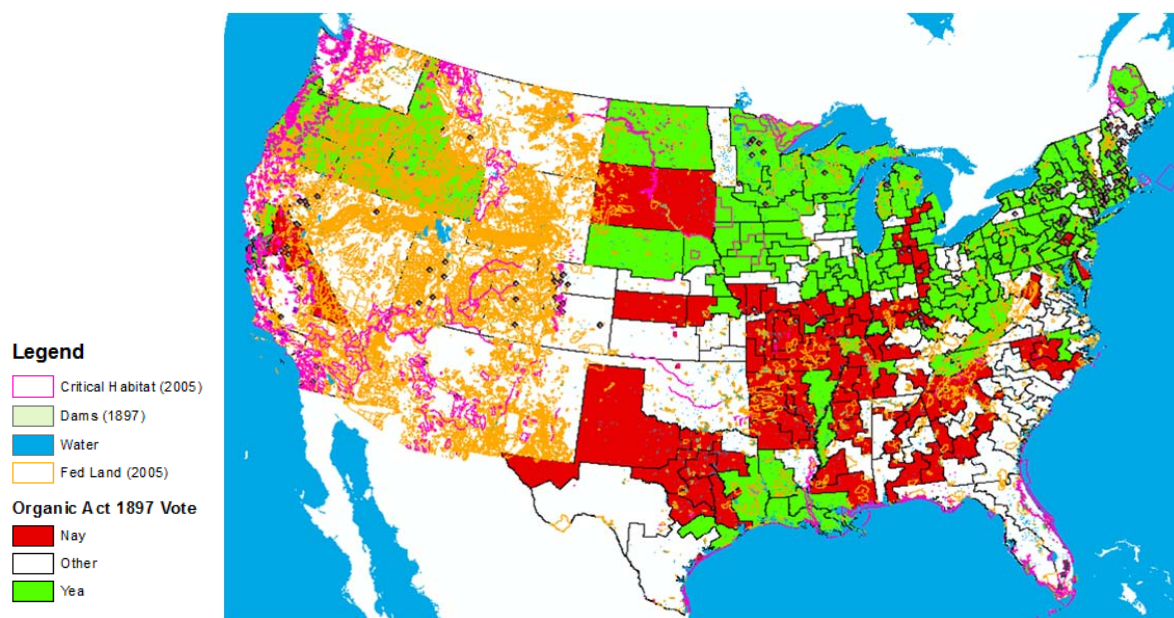 Legend
Critical Habitat (2005)
Dams (1897)
Water
Fed Land (2005)
Organic Act 1897 Vote
Nay
Other
Yea